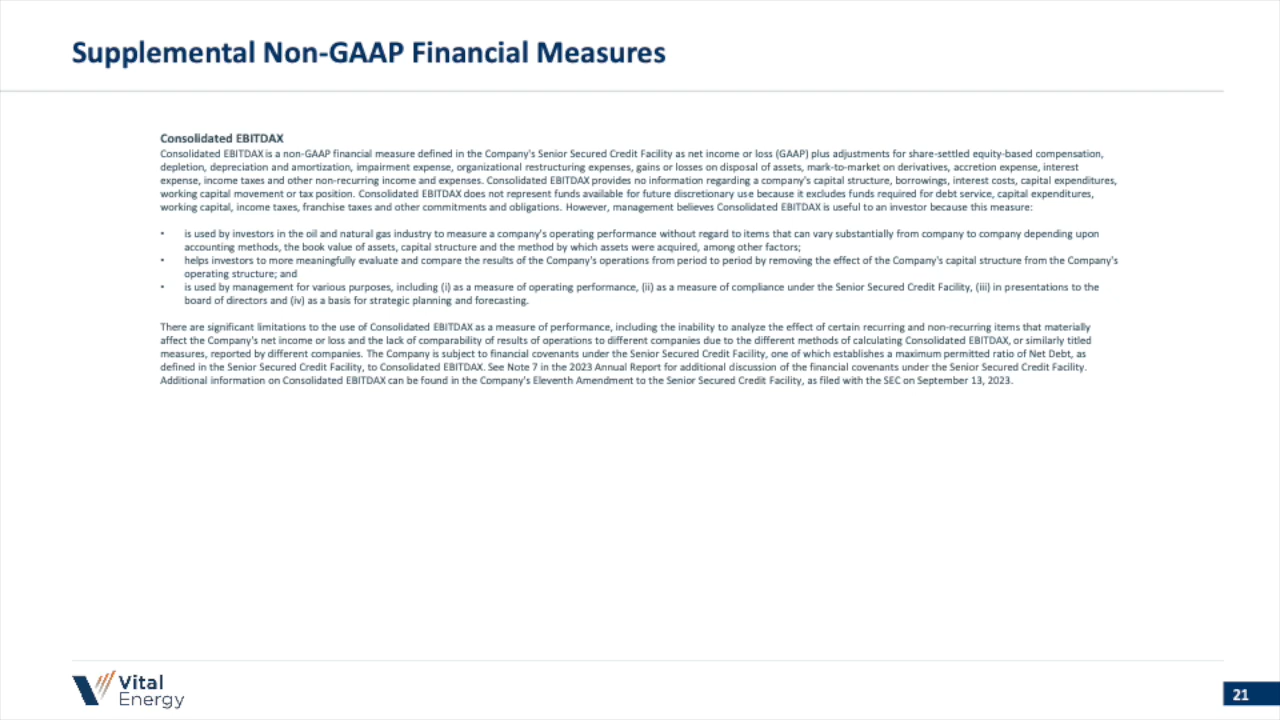 Supplemental Non-GAAP Financial Measures
Consolidated EBITDAX
Consolidated EBITDAX is a non-GAAP financial measure defined in the Company's Senior Secured Credit Facility as net income or loss (GAAP) plus adjustments for share-settled equity-based compensation,
depletion, depreciation and amortization, impairment expense, organizational restructuring expenses, gains or losses on disposal of assets, mark-to-market on derivatives, accretion expense, interest
expense, income taxes and other non-recurring income and expenses. Consolidated EBITDAX provides no information regarding a company's capital structure, borrowings, interest costs, capital expenditures,
working capital movement or tax position. Consolidated EBITDAX does not represent funds available for future discretionary use because it excludes funds required for debt service, capital expenditures,
working capital, income taxes, franchise taxes and other commitments and obligations. However, management believes Consolidated EBITDAX is useful to an investor because this measure:
• is used by investors in the oil and natural gas industry to measure a company's operating performance without regard to items that can vary substantially from company to company depending upon
accounting methods, the book value of assets, capital structure and the method by which assets were acquired, among other factors;
• helps investors to more meaningfully evaluate and compare the results of the Company's operations from period to period by removing the effect of the Company's capital structure from the Company's
operating structure; and
• is used by management for various purposes, including (i) as a measure of operating performance, (ii) as a measure of compliance under the Senior Secured Credit Facility, (iii) in presentations to the
board of directors and (iv) as a basis for strategic planning and forecasting.
There are significant limitations to the use of Consolidated EBITDAX as a measure of performance, including the inability to analyze the effect of certain recurring and non-recurring items that materially
affect the Company's net income or loss and the lack of comparability of results of operations to different companies due to the different methods of calculating Consolidated EBITDAX, or similarly titled
measures, reported by different companies. The Company is subject to financial covenants under the Senior Secured Credit Facility, one of which establishes a maximum permitted ratio of Net Debt, as
defined in the Senior Secured Credit Facility, to Consolidated EBITDAX. See Note 7 in the 2023 Annual Report for additional discussion of the financial covenants under the Senior Secured Credit Facility.
Additional information on Consolidated EBITDAX can be found in the Company's Eleventh Amendment to the Senior Secured Credit Facility, as filed with the SEC on September 13, 2023.
Vital
Energy
21